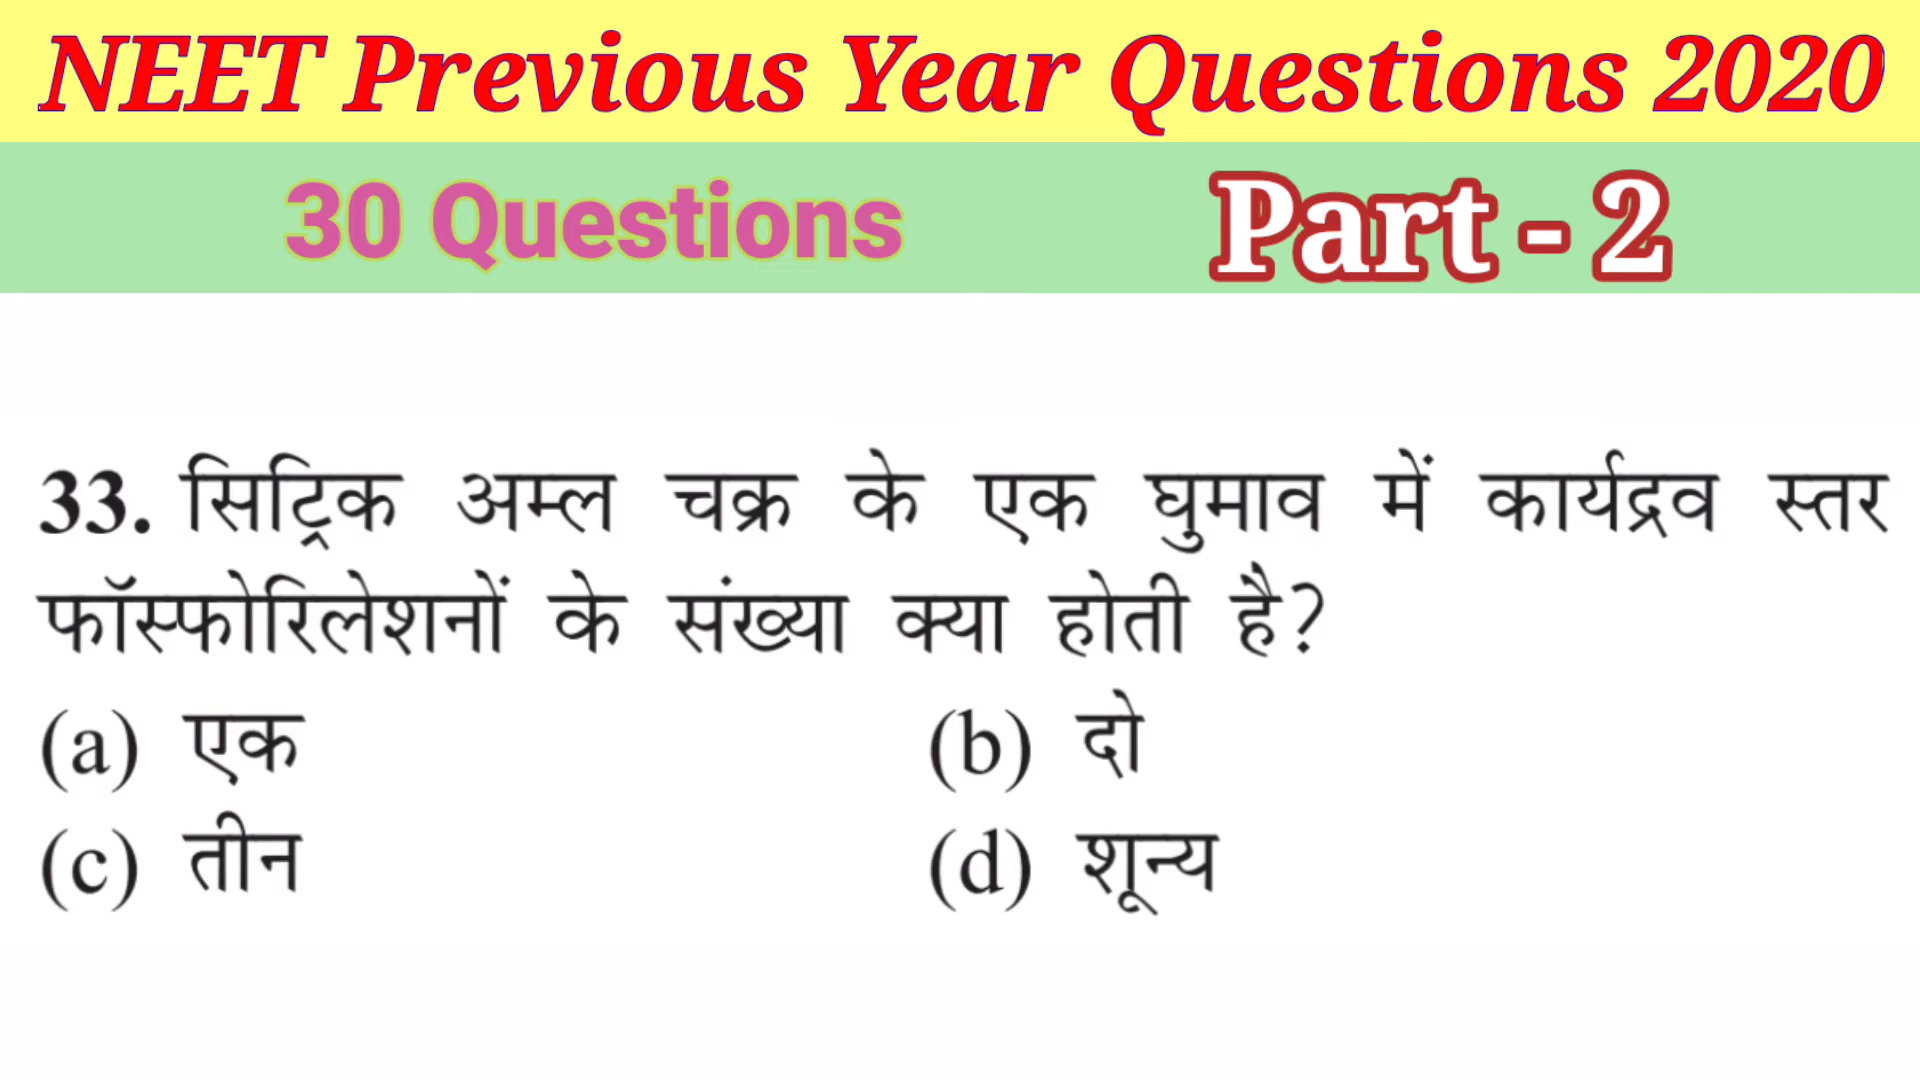 NEET Previous Year Questions 2020
30 Questions Part - 2
33. सिट्रिक अम्ल चक्र के एक घुमाव में कार्यद्रव स्तर
फॉस्फोरिलेशनों के संख्या क्या होती है?
(a) एक (b) दो
(c) तीन (d) शून्य